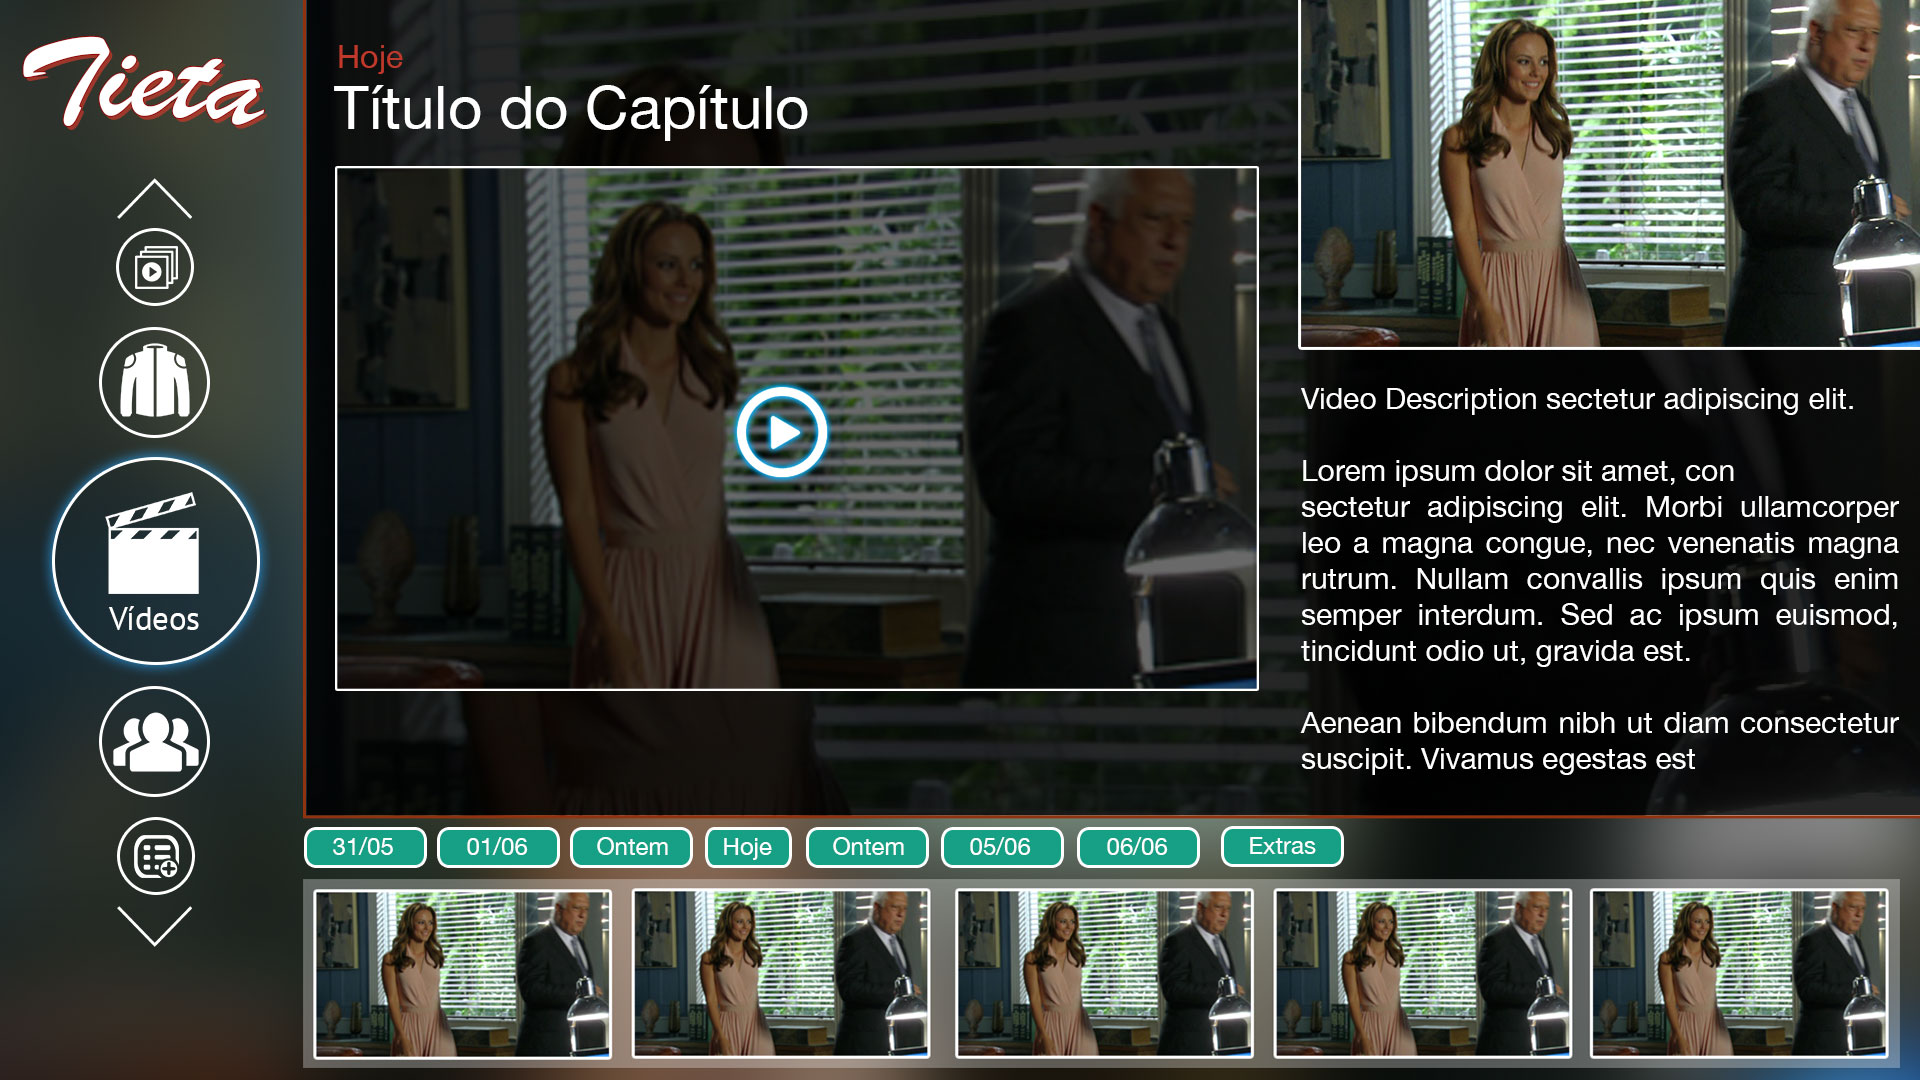 Tieta
Hoje
Título do Capítulo
Vídeos
Video Description sectetur adipiscing elit.
Lorem ipsum dolor sit amet, con
sectetur adipiscing elit. Morbi ullamcorper
leo a magna congue, nec venenatis magna
rutrum. Nullam convallis ipsum quis enim
semper interdum. Sed ac ipsum euismod,
tincidunt odio ut, gravida est.
Aenean bibendum nibh ut diam consectetur
suscipit. Vivamus egestas est
31/05
01/06
Ontem
Hoje
Ontem
05/06
06/06
Extras